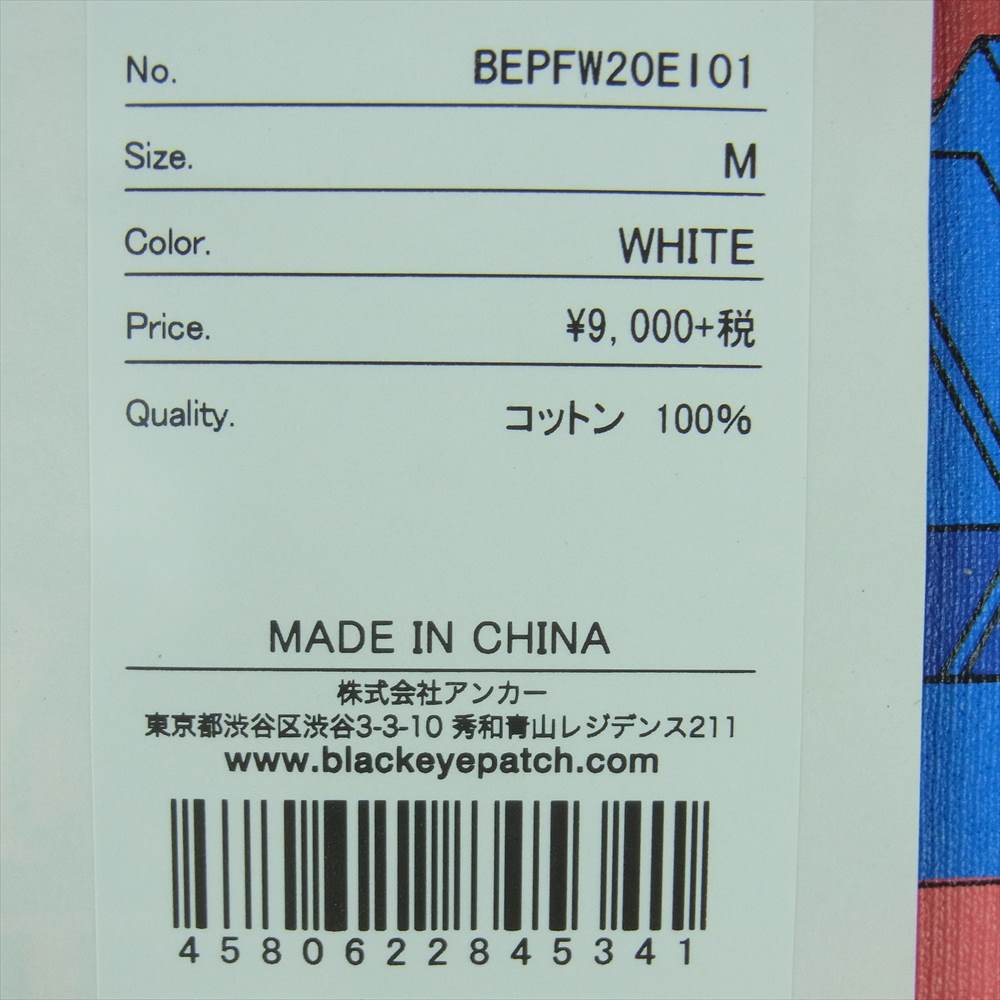 No. BEPFW20EI01
Size. M
Color. WHITE
Price. ¥9,000+税
Quality. コットン 100%
MADE IN CHINA
株式会社アンカー
東京都渋谷区渋谷3-3-10 秀和青山レジデンス211
www.blackeyepatch.com
4580622845341